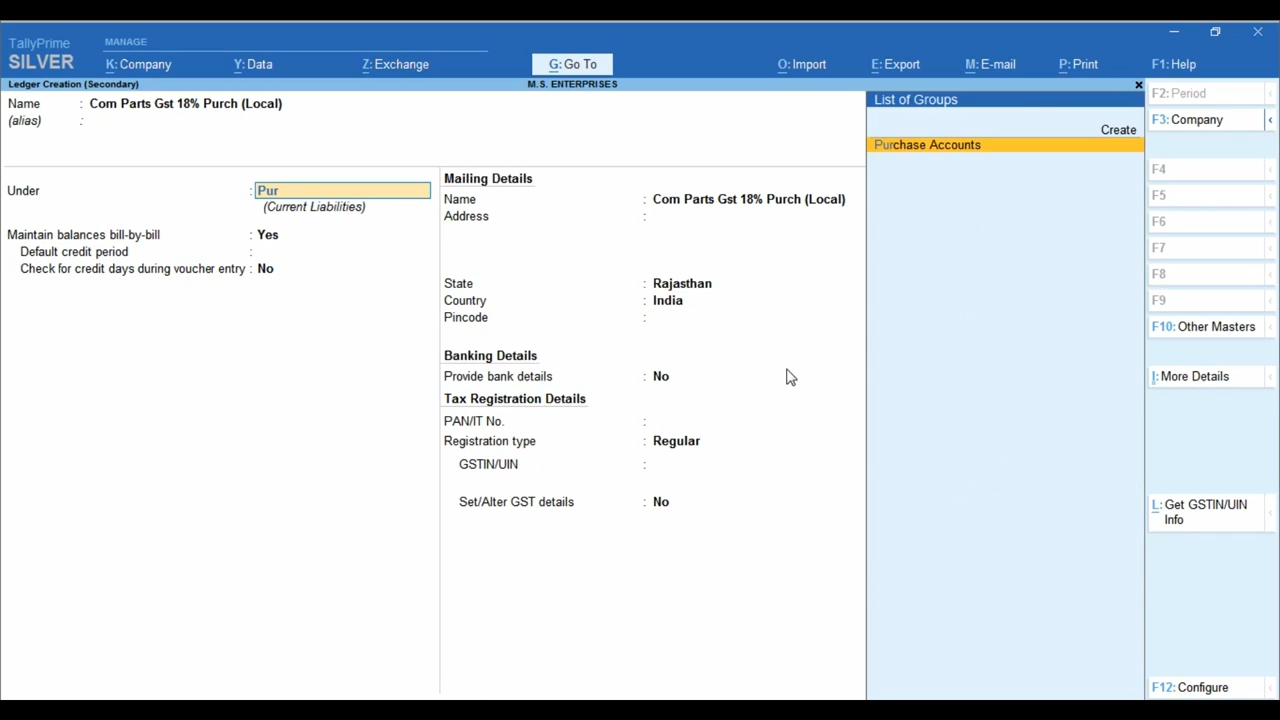 TallyPrime
SILVER
MANAGE
K: Company
Y: Data
Z: Exchange
G: Go To
O: Import
E: Export
M: E-mail
P: Print
F1: Help
Ledger Creation (Secondary)
M.S. ENTERPRISES
Name : Com Parts Gst 18% Purch (Local)
(alias) :
Under : Pur
(Current Liabilities)
Maintain balances bill-by-bill : Yes
Default credit period :
Check for credit days during voucher entry : No
Mailing Details
Name : Com Parts Gst 18% Purch (Local)
Address :
State : Rajasthan
Country : India
Pincode :
Banking Details
Provide bank details : No
Tax Registration Details
PAN/IT No. :
Registration type : Regular
GSTIN/UIN :
Set/Alter GST details : No
List of Groups
Create
Purchase Accounts
F2: Period
F3: Company
F4
F5
F6
F7
F8
F9
F10: Other Masters
I: More Details
L: Get GSTIN/UIN
Info
F12: Configure